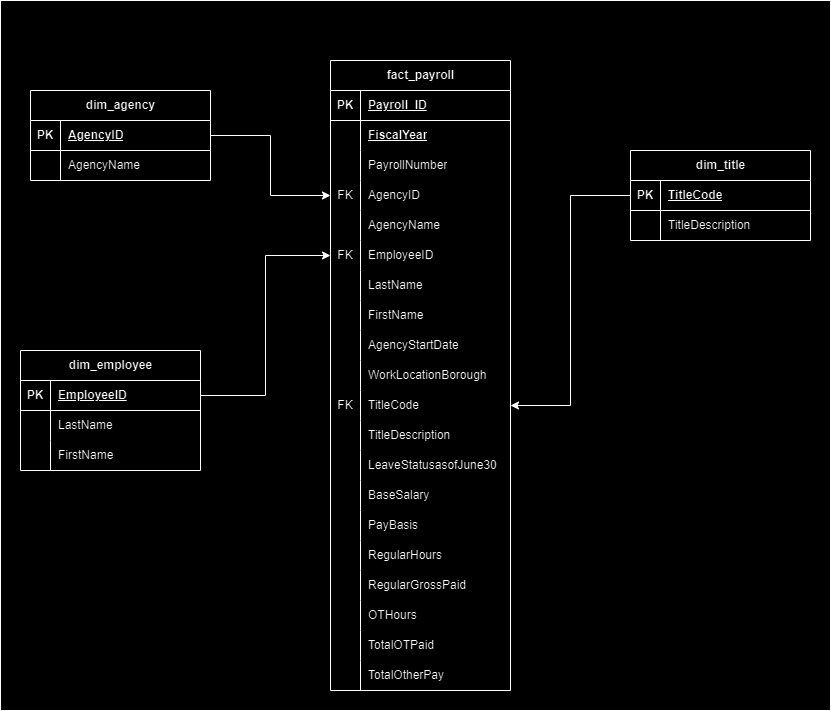 dim_agency
PK AgencyID
AgencyName
dim_employee
PK EmployeeID
LastName
FirstName
fact_payroll
PK Payroll_ID
FiscalYear
PayrollNumber
FK AgencyID
AgencyName
FK EmployeeID
LastName
FirstName
AgencyStartDate
WorkLocationBorough
FK TitleCode
TitleDescription
LeaveStatusasofJune30
BaseSalary
PayBasis
RegularHours
RegularGrossPaid
OTHours
TotalOTPaid
TotalOtherPay
dim_title
PK TitleCode
TitleDescription